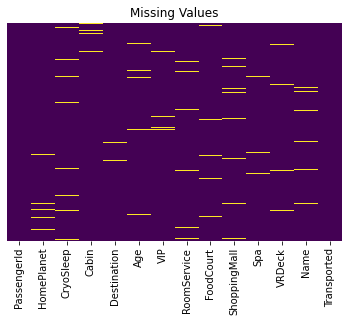 Missing Values
PassengerId
HomePlanet
CryoSleep
Cabin
Destination
Age
VIP
RoomService
FoodCourt
ShoppingMall
Spa
VRDeck
Name
Transported